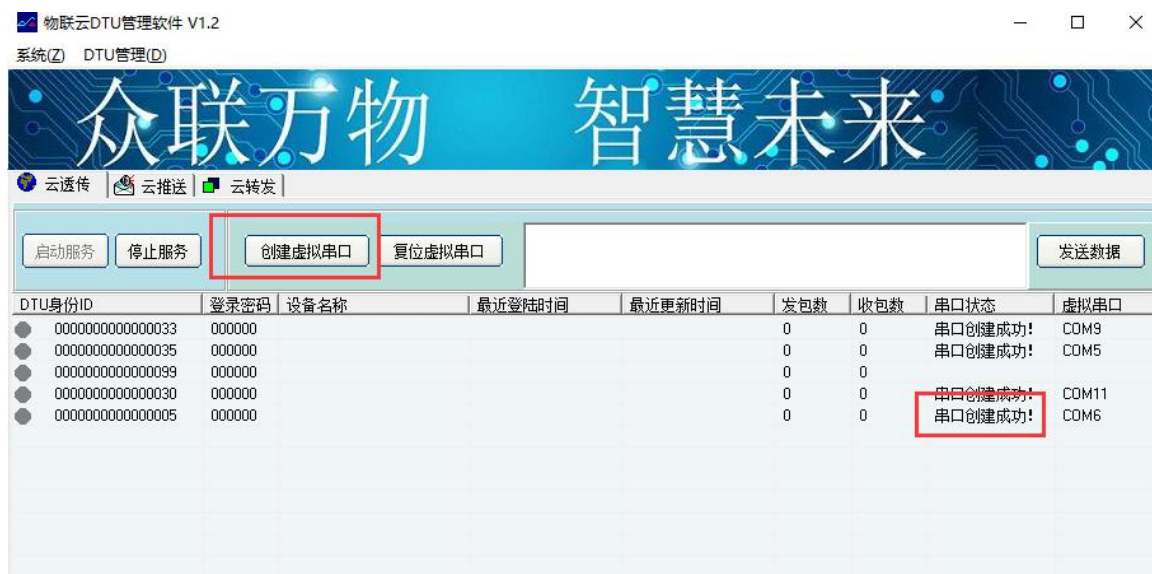 物联云DTU管理软件 V1.2
系统(Z) DTU管理(D)
众联万物 智慧未来
云透传 云推送 云转发
启动服务 停止服务 创建虚拟串口 复位虚拟串口 发送数据
DTU身份ID 登录密码 设备名称 最近登陆时间 最近更新时间 发包数 收包数 串口状态 虚拟串口
0000000000000033 000000 0 0 串口创建成功! COM9
0000000000000035 000000 0 0 串口创建成功! COM5
0000000000000099 000000 0 0
0000000000000030 000000 0 0 串口创建成功! COM11
0000000000000005 000000 0 0 串口创建成功! COM6